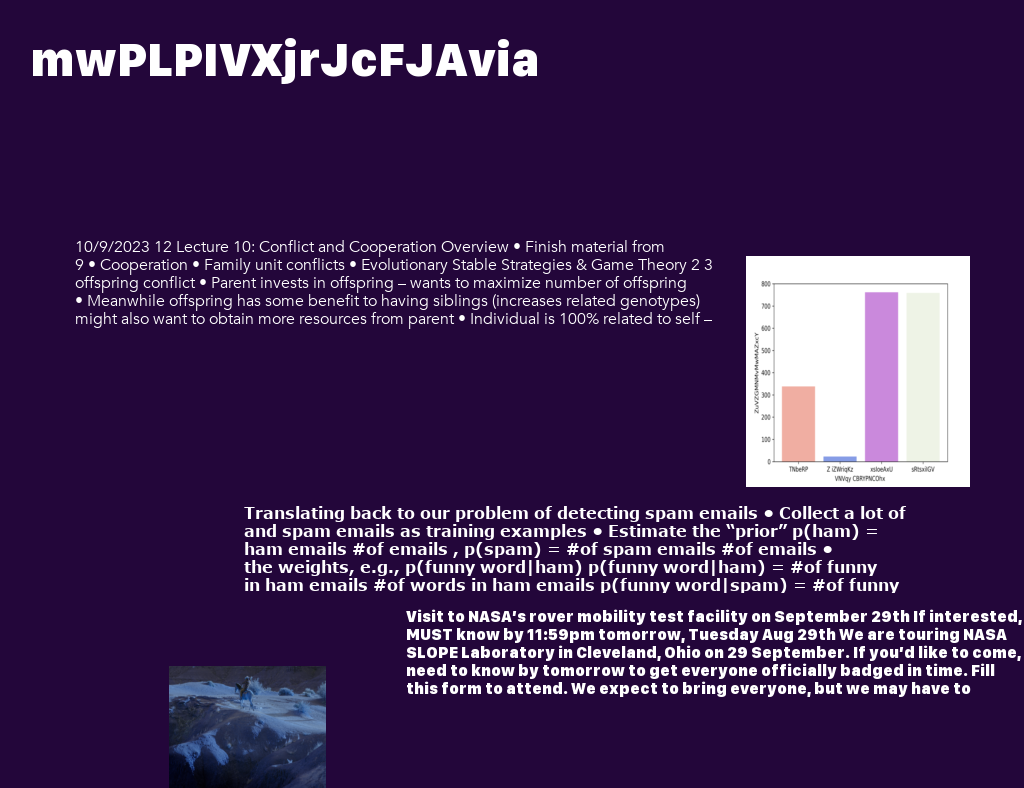 mwPLPIVXjrJcFJAvia
10/9/2023 12 Lecture 10: Conflict and Cooperation Overview • Finish material from
9 • Cooperation • Family unit conflicts • Evolutionary Stable Strategies & Game Theory 2 3
offspring conflict • Parent invests in offspring – wants to maximize number of offspring
• Meanwhile offspring has some benefit to having siblings (increases related genotypes)
might also want to obtain more resources from parent • Individual is 100% related to self –
800
700
600
500
400
300
200
100
0
TNbeRP Z iZWriqKz xsloeAxU sRtsxiIGV
VNVqy CBRYPNCOhx
Translating back to our problem of detecting spam emails • Collect a lot of
and spam emails as training examples • Estimate the “prior” p(ham) =
ham emails #of emails , p(spam) = #of spam emails #of emails •
the weights, e.g., p(funny word|ham) p(funny word|ham) = #of funny
in ham emails #of words in ham emails p(funny word|spam) = #of funny
Visit to NASA’s rover mobility test facility on September 29th If interested,
MUST know by 11:59pm tomorrow, Tuesday Aug 29th We are touring NASA
SLOPE Laboratory in Cleveland, Ohio on 29 September. If you’d like to come,
need to know by tomorrow to get everyone officially badged in time. Fill
this form to attend. We expect to bring everyone, but we may have to